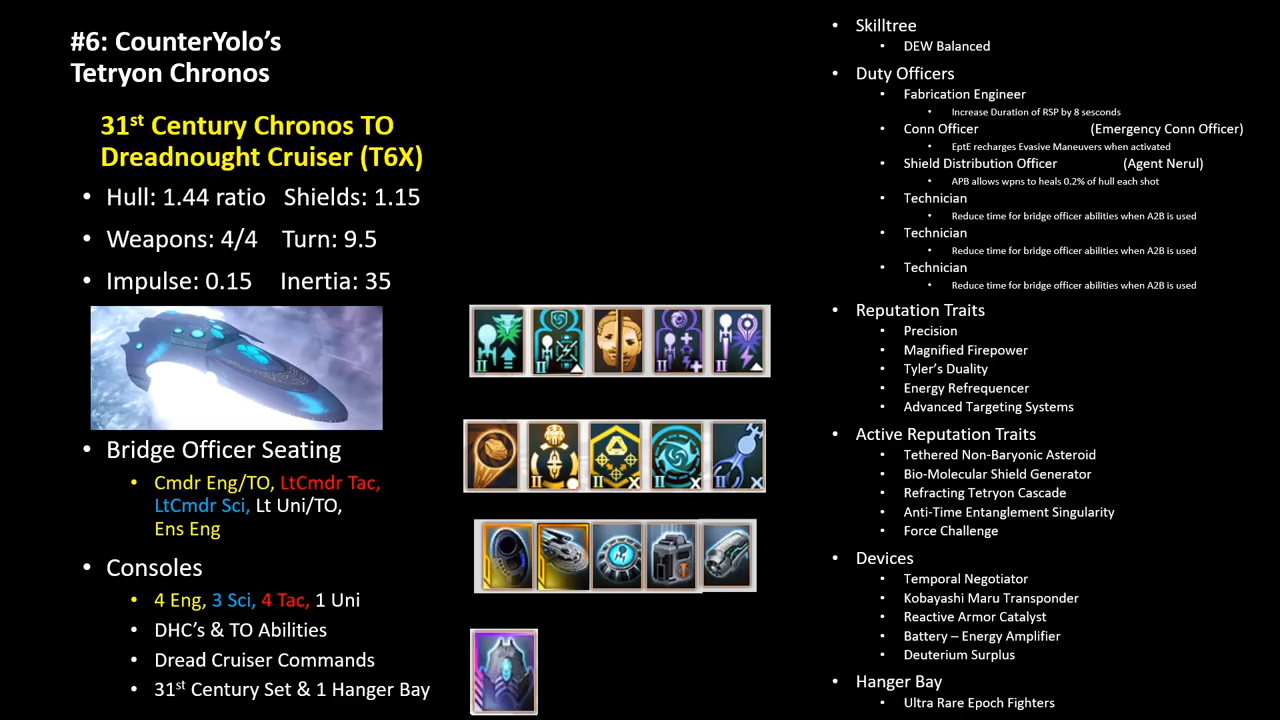 #6: CounterYolo's
Tetryon Chronos
31st Century Chronos TO
Dreadnought Cruiser (T6X)
• Hull: 1.44 ratio Shields: 1.15
• Weapons: 4/4 Turn: 9.5
• Impulse: 0.15 Inertia: 35
• Bridge Officer Seating
• Cmdr Eng/TO, LtCmdr Tac,
LtCmdr Sci, Lt Uni/TO,
Ens Eng
• Consoles
• 4 Eng, 3 Sci, 4 Tac, 1 Uni
• DHC's & TO Abilities
• Dread Cruiser Commands
• 31st Century Set & 1 Hanger Bay
II II II II
II II X X X
• Skilltree
• DEW Balanced
• Duty Officers
• Fabrication Engineer
• Increase Duration of RSP by 8 sesconds
• Conn Officer (Emergency Conn Officer)
• EptE recharges Evasive Maneuvers when activated
• Shield Distribution Officer (Agent Nerul)
• APB allows wpns to heals 0.2% of hull each shot
• Technician
• Reduce time for bridge officer abilities when A2B is used
• Technician
• Reduce time for bridge officer abilities when A2B is used
• Technician
• Reduce time for bridge officer abilities when A2B is used
• Reputation Traits
• Precision
• Magnified Firepower
• Tyler's Duality
• Energy Refrequencer
• Advanced Targeting Systems
• Active Reputation Traits
• Tethered Non-Baryonic Asteroid
• Bio-Molecular Shield Generator
• Refracting Tetryon Cascade
• Anti-Time Entanglement Singularity
• Force Challenge
• Devices
• Temporal Negotiator
• Kobayashi Maru Transponder
• Reactive Armor Catalyst
• Battery – Energy Amplifier
• Deuterium Surplus
• Hanger Bay
• Ultra Rare Epoch Fighters